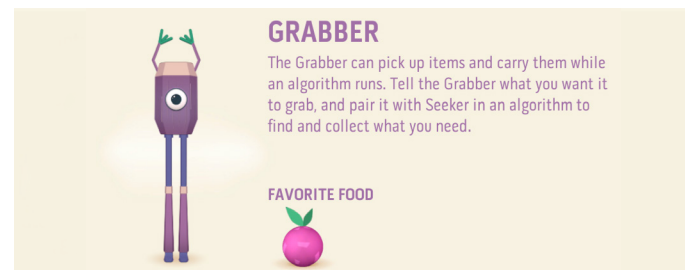 GRABBER
The Grabber can pick up items and carry them while
an algorithm runs. Tell the Grabber what you want it
to grab, and pair it with Seeker in an algorithm to
find and collect what you need.
FAVORITE FOOD